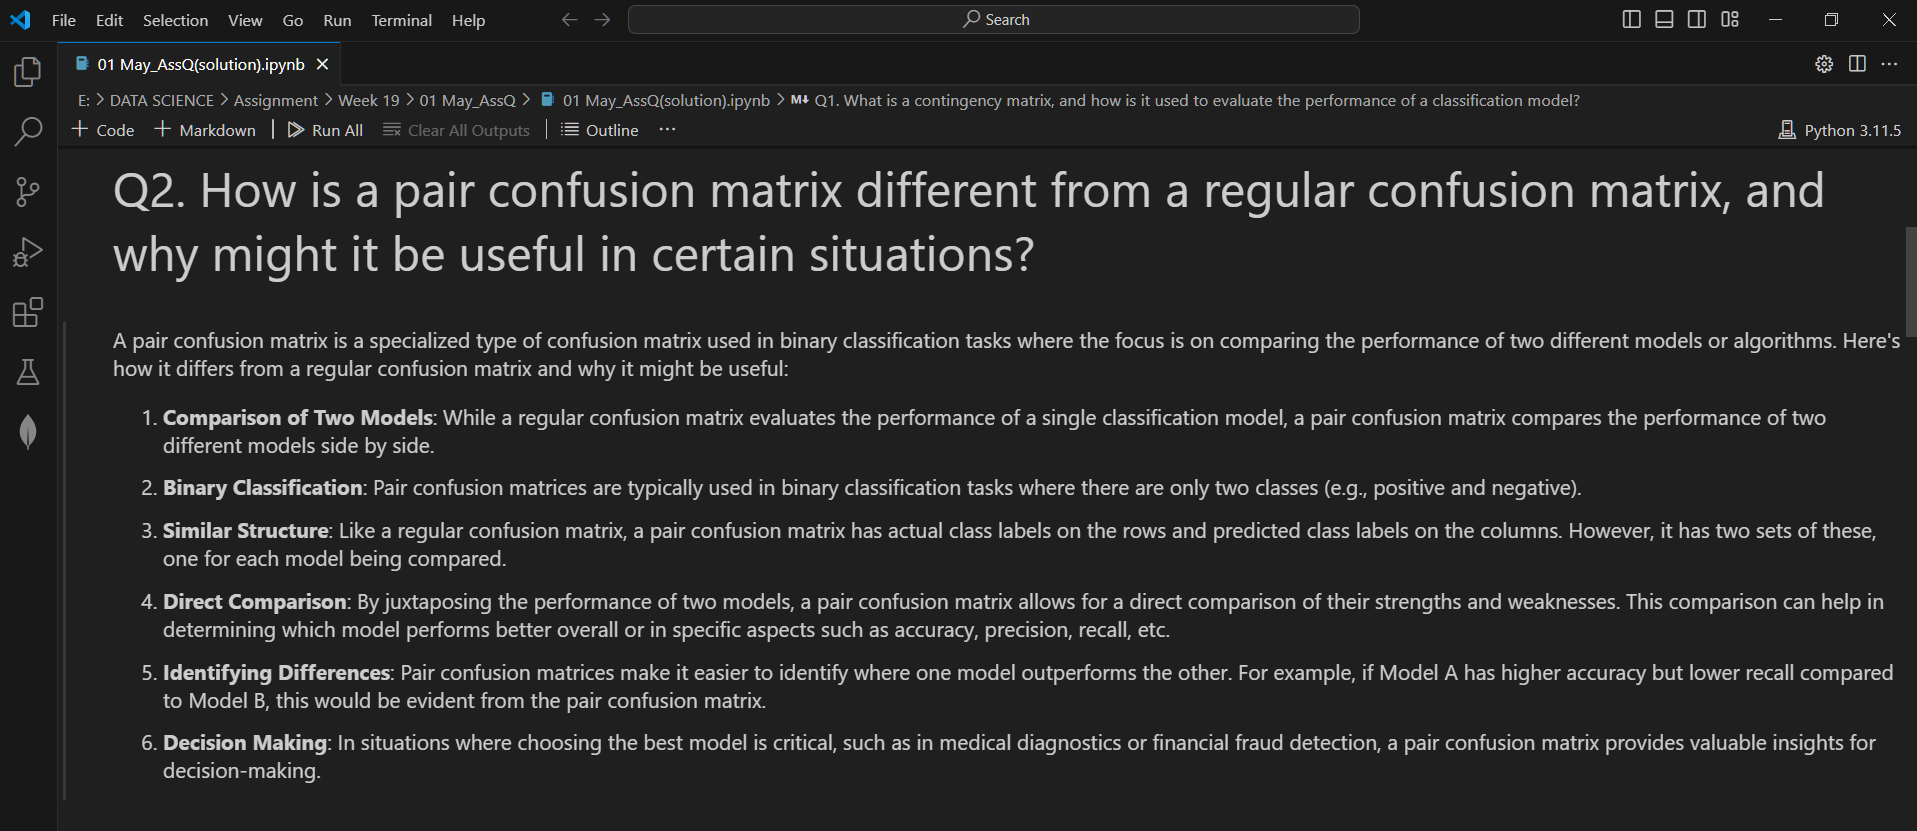 File Edit Selection View Go Run Terminal Help Search
01 May_AssQ(solution).ipynb
E: > DATA SCIENCE > Assignment > Week 19 > 01 May_AssQ > 01 May_AssQ(solution).ipynb > M↓ Q1. What is a contingency matrix, and how is it used to evaluate the performance of a classification model?
+ Code + Markdown | Run All Clear All Outputs | Outline ... Python 3.11.5
Q2. How is a pair confusion matrix different from a regular confusion matrix, and
why might it be useful in certain situations?
A pair confusion matrix is a specialized type of confusion matrix used in binary classification tasks where the focus is on comparing the performance of two different models or algorithms. Here's
how it differs from a regular confusion matrix and why it might be useful:
1. Comparison of Two Models: While a regular confusion matrix evaluates the performance of a single classification model, a pair confusion matrix compares the performance of two
different models side by side.
2. Binary Classification: Pair confusion matrices are typically used in binary classification tasks where there are only two classes (e.g., positive and negative).
3. Similar Structure: Like a regular confusion matrix, a pair confusion matrix has actual class labels on the rows and predicted class labels on the columns. However, it has two sets of these,
one for each model being compared.
4. Direct Comparison: By juxtaposing the performance of two models, a pair confusion matrix allows for a direct comparison of their strengths and weaknesses. This comparison can help in
determining which model performs better overall or in specific aspects such as accuracy, precision, recall, etc.
5. Identifying Differences: Pair confusion matrices make it easier to identify where one model outperforms the other. For example, if Model A has higher accuracy but lower recall compared
to Model B, this would be evident from the pair confusion matrix.
6. Decision Making: In situations where choosing the best model is critical, such as in medical diagnostics or financial fraud detection, a pair confusion matrix provides valuable insights for
decision-making.